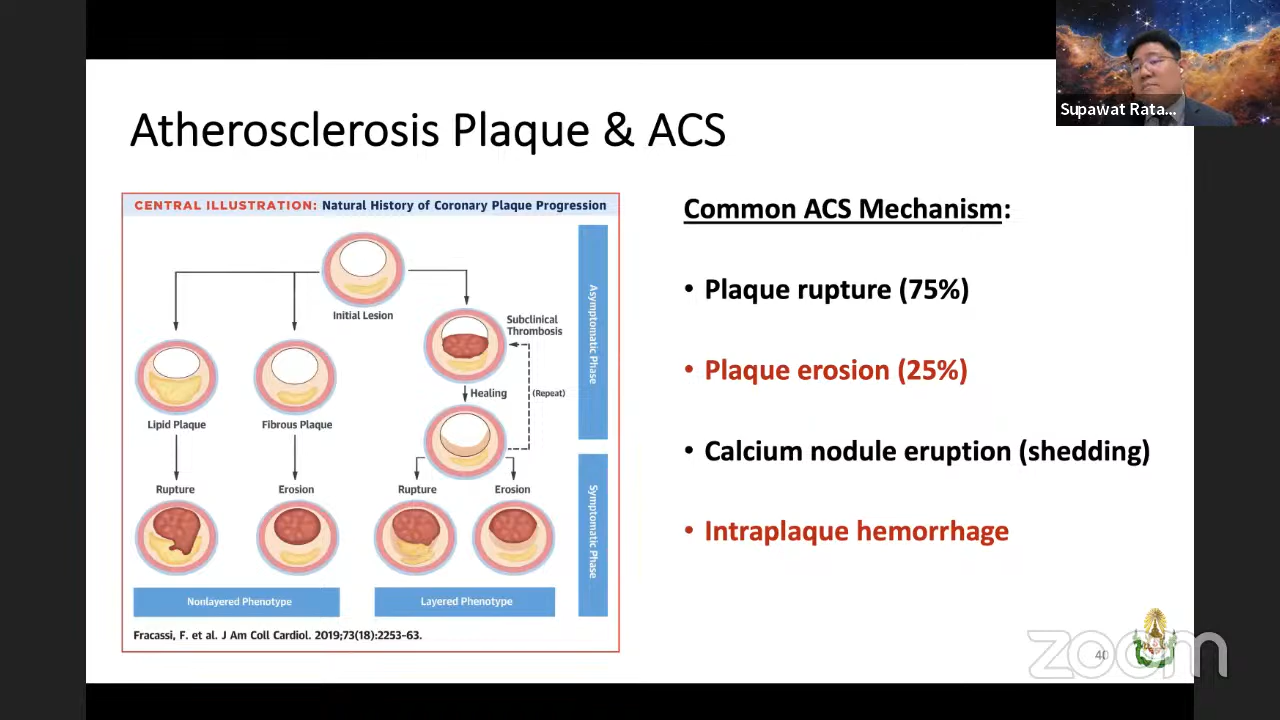 Supawat Rata...
Atherosclerosis Plaque & ACS
CENTRAL ILLUSTRATION: Natural History of Coronary Plaque Progression
Initial Lesion
Subclinical
Thrombosis
Healing
(Repeat)
Lipid Plaque
Fibrous Plaque
Asymptomatic Phase
Rupture
Erosion
Rupture
Erosion
Symptomatic Phase
Nonlayered Phenotype
Layered Phenotype
Fracassi, F. et al. J Am Coll Cardiol. 2019;73(18):2253-63.
Common ACS Mechanism:
• Plaque rupture (75%)
• Plaque erosion (25%)
• Calcium nodule eruption (shedding)
• Intraplaque hemorrhage
40
zoom